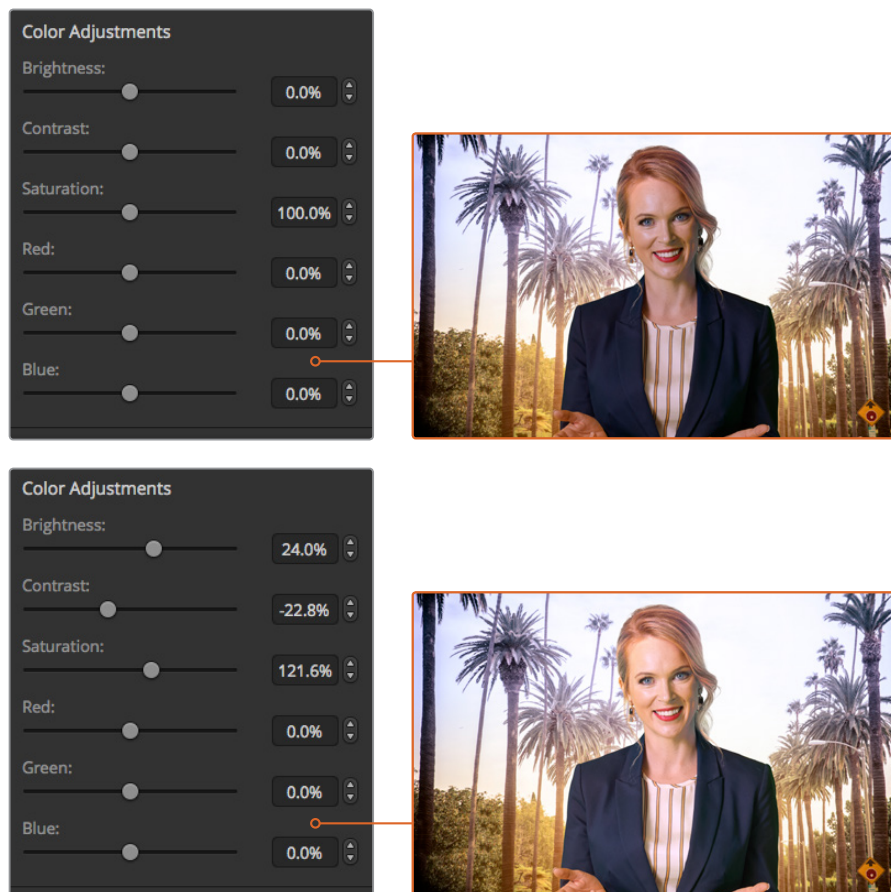 Color Adjustments
Brightness:
0.0%
Contrast:
0.0%
Saturation:
100.0%
Red:
0.0%
Green:
0.0%
Blue:
0.0%
Color Adjustments
Brightness:
24.0%
Contrast:
-22.8%
Saturation:
121.6%
Red:
0.0%
Green:
0.0%
Blue:
0.0%